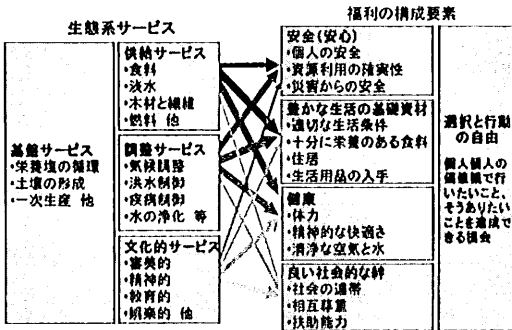 生態系サービス
福利の構成要素
基盤サービス
・栄養塩の循環
・土壌の形成
・一次生産 他
供給サービス
・食料
・淡水
・木材と繊維
・燃料 他
調整サービス
・気候調整
・洪水制御
・疾病制御
・水の浄化 等
文化的サービス
・審美的
・精神的
・教育的
・娯楽的 他
安全(安心)
・個人の安全
・資源利用の確実性
・災害からの安全
豊かな生活の基礎資材
・適切な生活条件
・十分に栄養のある食料
・住居
・生活用品の入手
健康
・体力
・精神的な快適さ
・清浄な空気と水
良い社会的な絆
・社会の連帯
・相互尊重
・扶助能力
選択と行動
の自由
個人個人の
価値観で行
いたいこと、
そうありたい
ことを達成で
きる機会